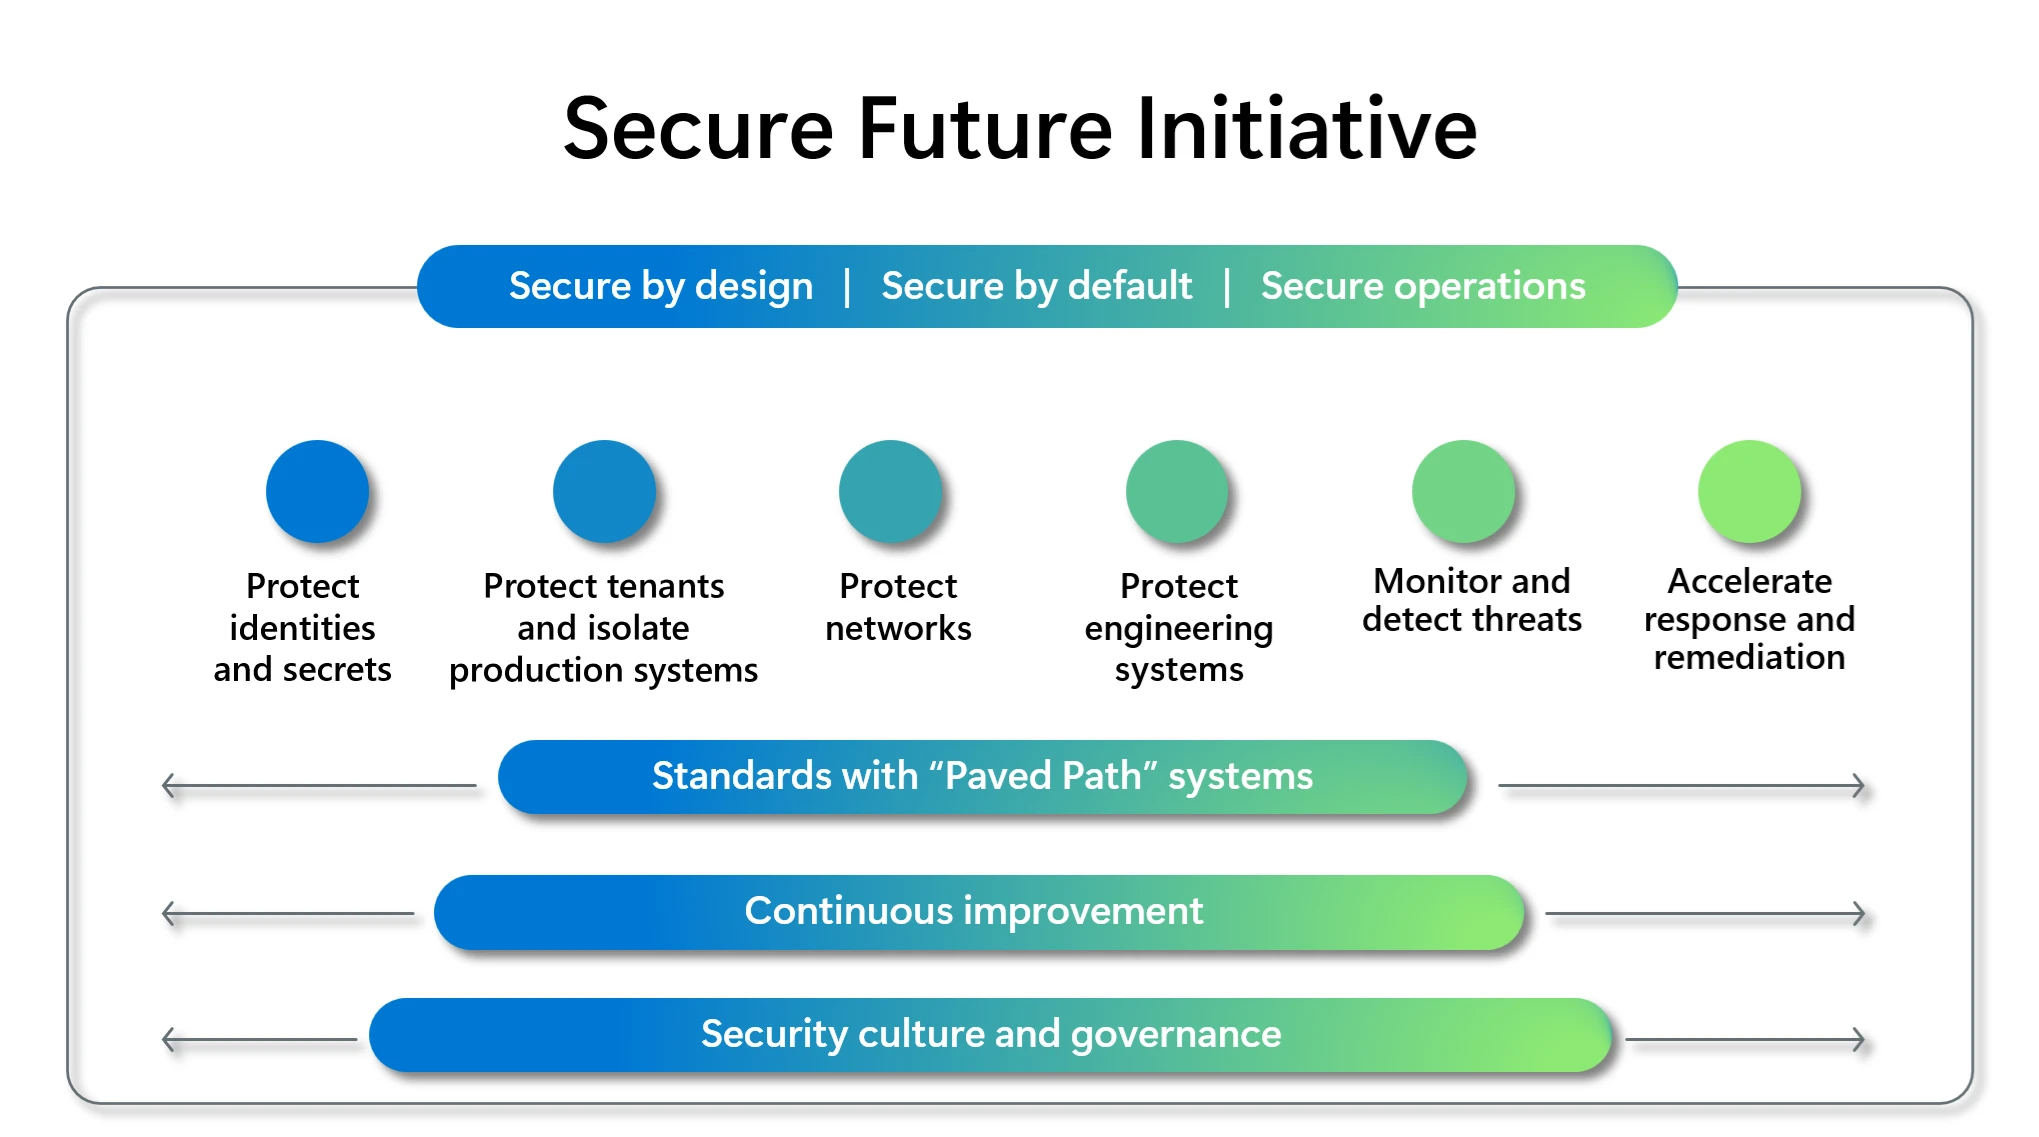 Secure Future Initiative
Secure by design | Secure by default | Secure operations
Protect
identities
and secrets
Protect tenants
and isolate
production systems
Protect
networks
Protect
engineering
systems
Monitor and
detect threats
Accelerate
response and
remediation
Standards with “Paved Path” systems
Continuous improvement
Security culture and governance